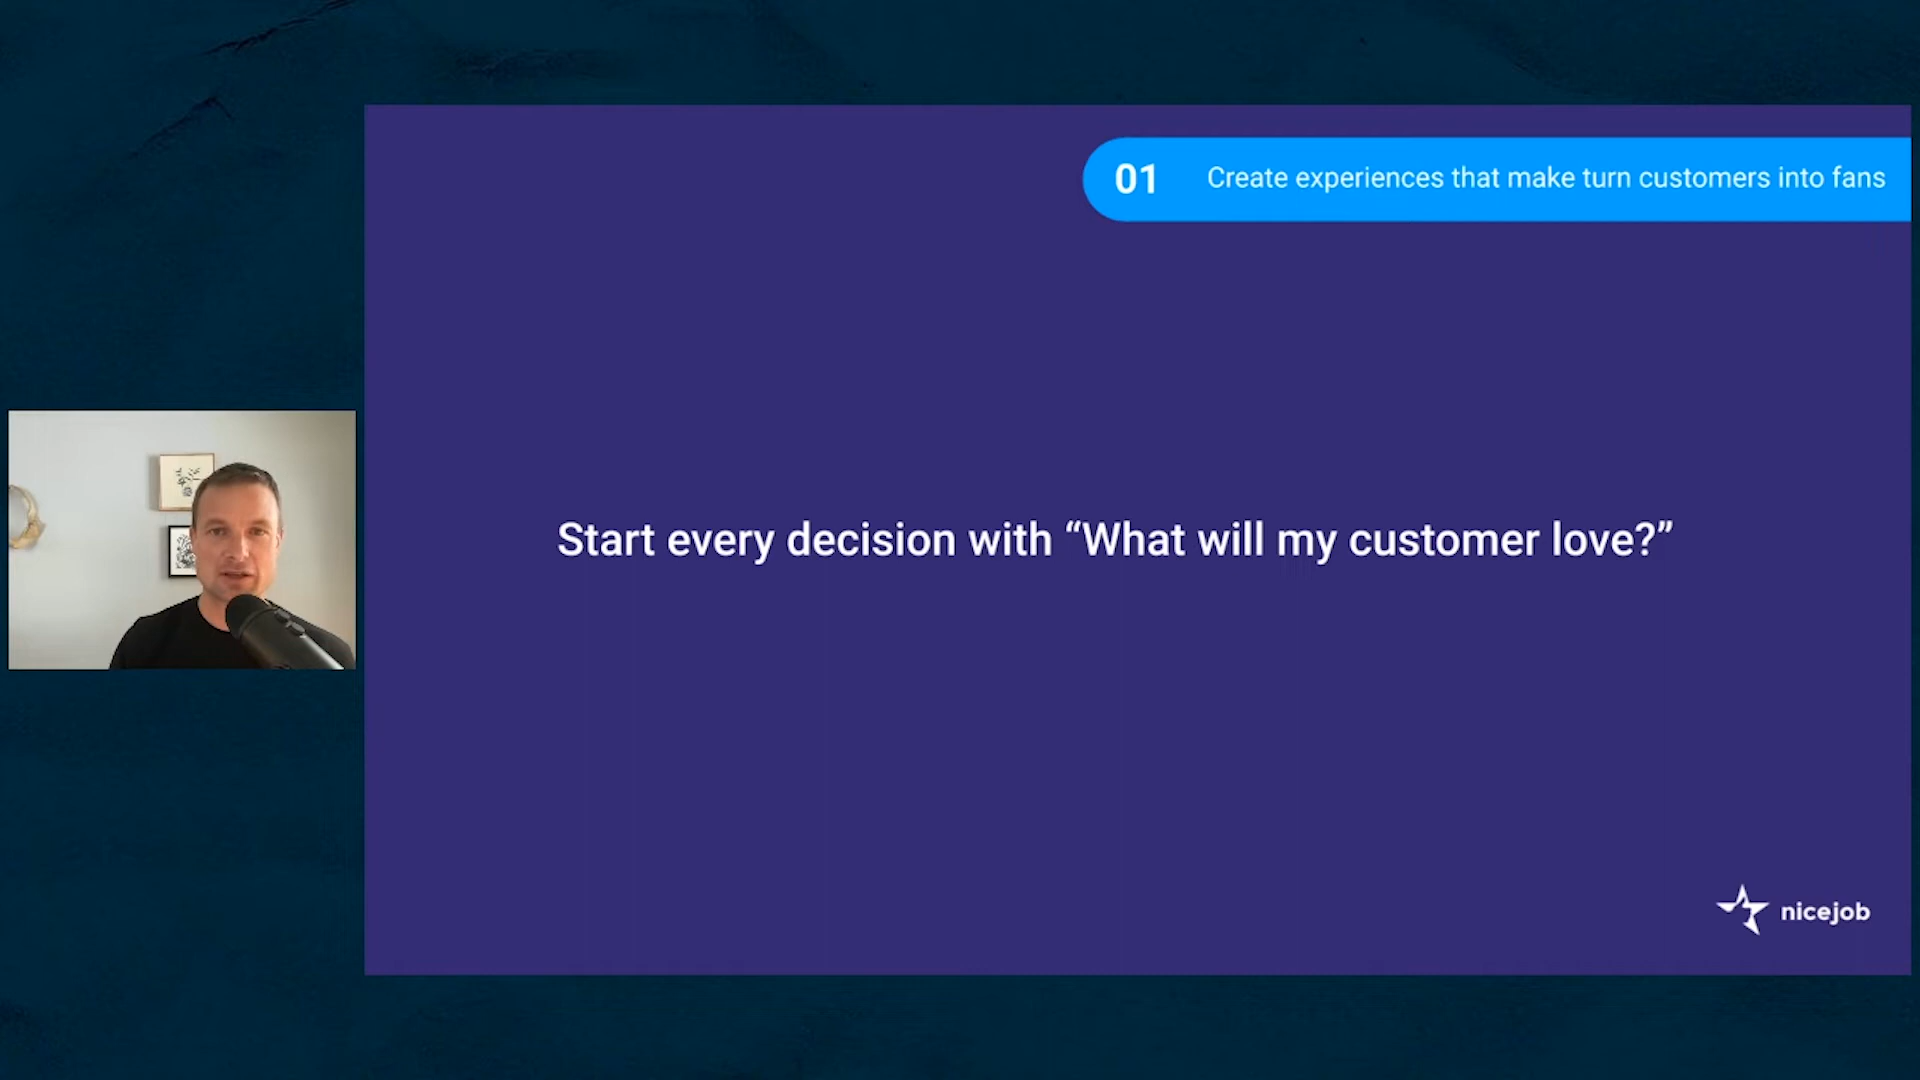 01 Create experiences that make turn customers into fans
Start every decision with “What will my customer love?”
nicejob